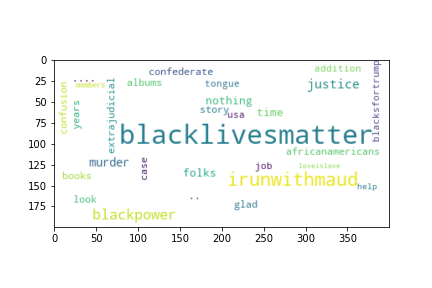 0
25
50
75
100
125
150
175
confederate
addition
....
members
albums
tongue
justice
blacksfortrump
confusion
years
extrajudicial
nothing
story
usa
time
blacklivesmatter
africanamericans
murder
case
folks
job
loveislove
books
irunwithmaud
help
look
..
glad
blackpower
0 50 100 150 200 250 300 350